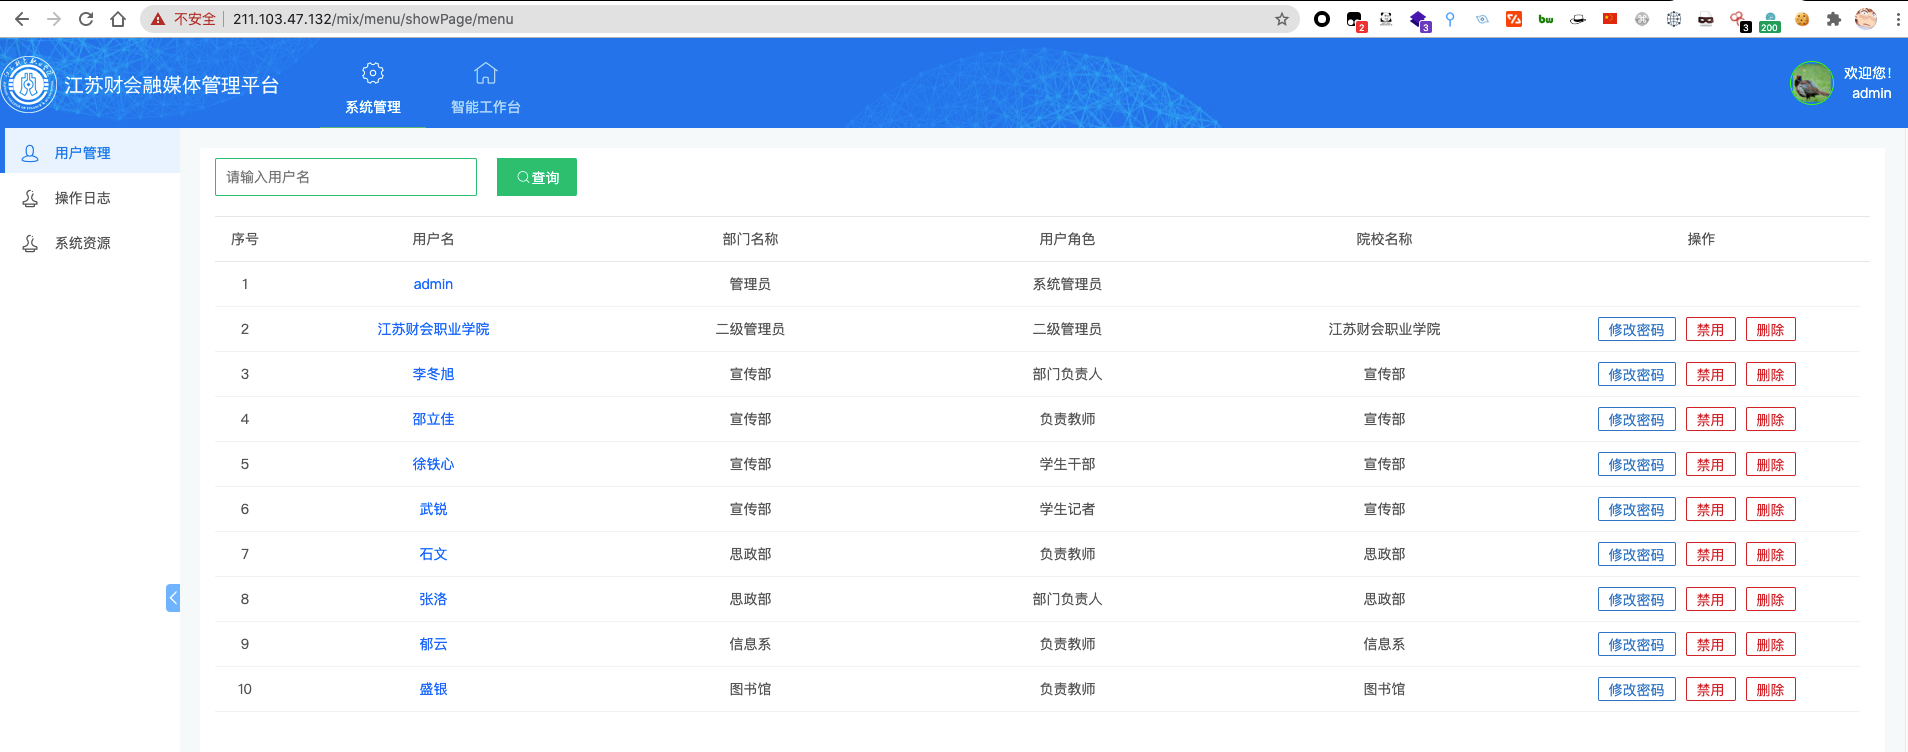 不安全 211.103.47.132/mix/menu/showPage/menu
2 3 bw 3 200
江苏财会融媒体管理平台
系统管理 智能工作台
欢迎您!
admin
用户管理
操作日志
系统资源
请输入用户名 查询
序号 用户名 部门名称 用户角色 院校名称 操作
1 admin 管理员 系统管理员
2 江苏财会职业学院 二级管理员 二级管理员 江苏财会职业学院 修改密码 禁用 删除
3 李冬旭 宣传部 部门负责人 宣传部 修改密码 禁用 删除
4 邵立佳 宣传部 负责教师 宣传部 修改密码 禁用 删除
5 徐铁心 宣传部 学生干部 宣传部 修改密码 禁用 删除
6 武锐 宣传部 学生记者 宣传部 修改密码 禁用 删除
7 石文 思政部 负责教师 思政部 修改密码 禁用 删除
8 张洛 思政部 部门负责人 思政部 修改密码 禁用 删除
9 郁云 信息系 负责教师 信息系 修改密码 禁用 删除
10 盛银 图书馆 负责教师 图书馆 修改密码 禁用 删除